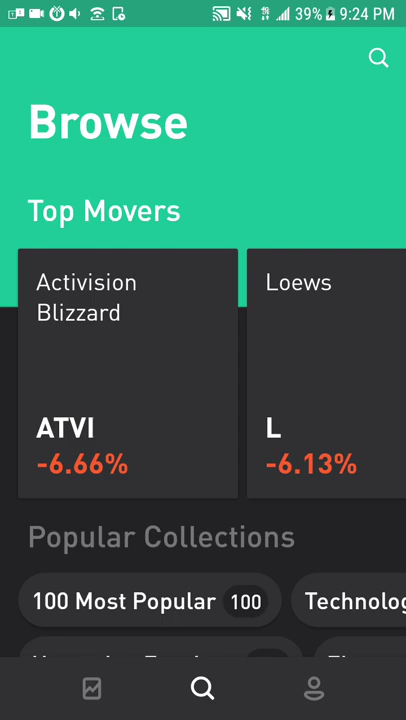 39% 9:24 PM
Browse
Top Movers
Activision
Blizzard
ATVI
-6.66%
Loews
L
-6.13%
Popular Collections
100 Most Popular 100